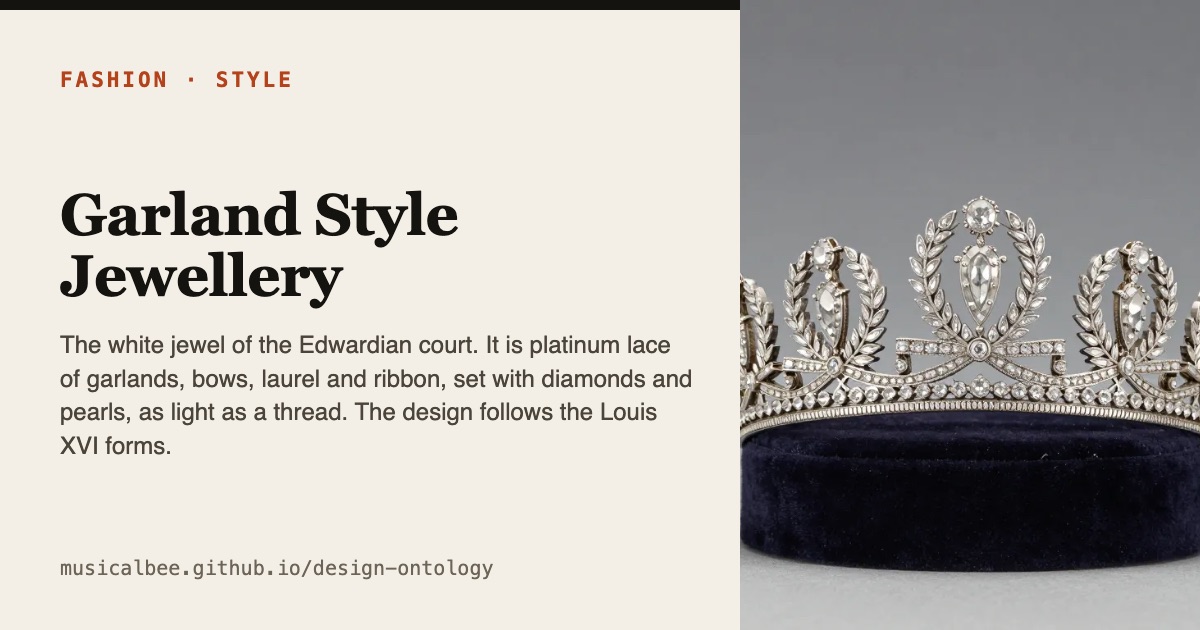 FASHION · STYLE
Garland Style
Jewellery
The white jewel of the Edwardian court. It is platinum lace
of garlands, bows, laurel and ribbon, set with diamonds and
pearls, as light as a thread. The design follows the Louis
XVI forms.
musicalbee.github.io/design-ontology